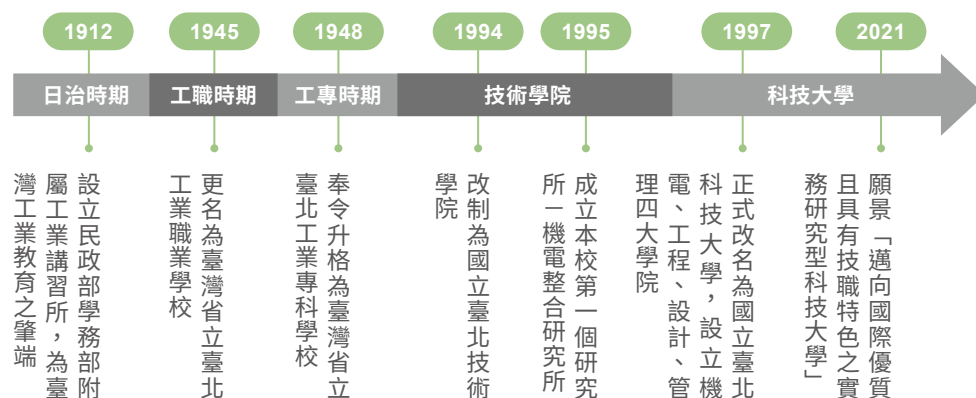 1912
1945
1948
1994
1995
1997
2021
日治時期
工職時期
工專時期
技術學院
科技大學
設立民政部學務部附
屬工業講習所，為臺
灣工業教育之肇端
更名為臺灣省立臺北
工業職業學校
奉令升格為臺灣省立
臺北工業專科學校
改制為國立臺北技術
學院
成立本校第一個研究
所－機電整合研究所
正式改名為國立臺北
科技大學，設立機
電、工程、設計、管
理四大學院
願景「邁向國際優質
且具有技職特色之實
務研究型科技大學」